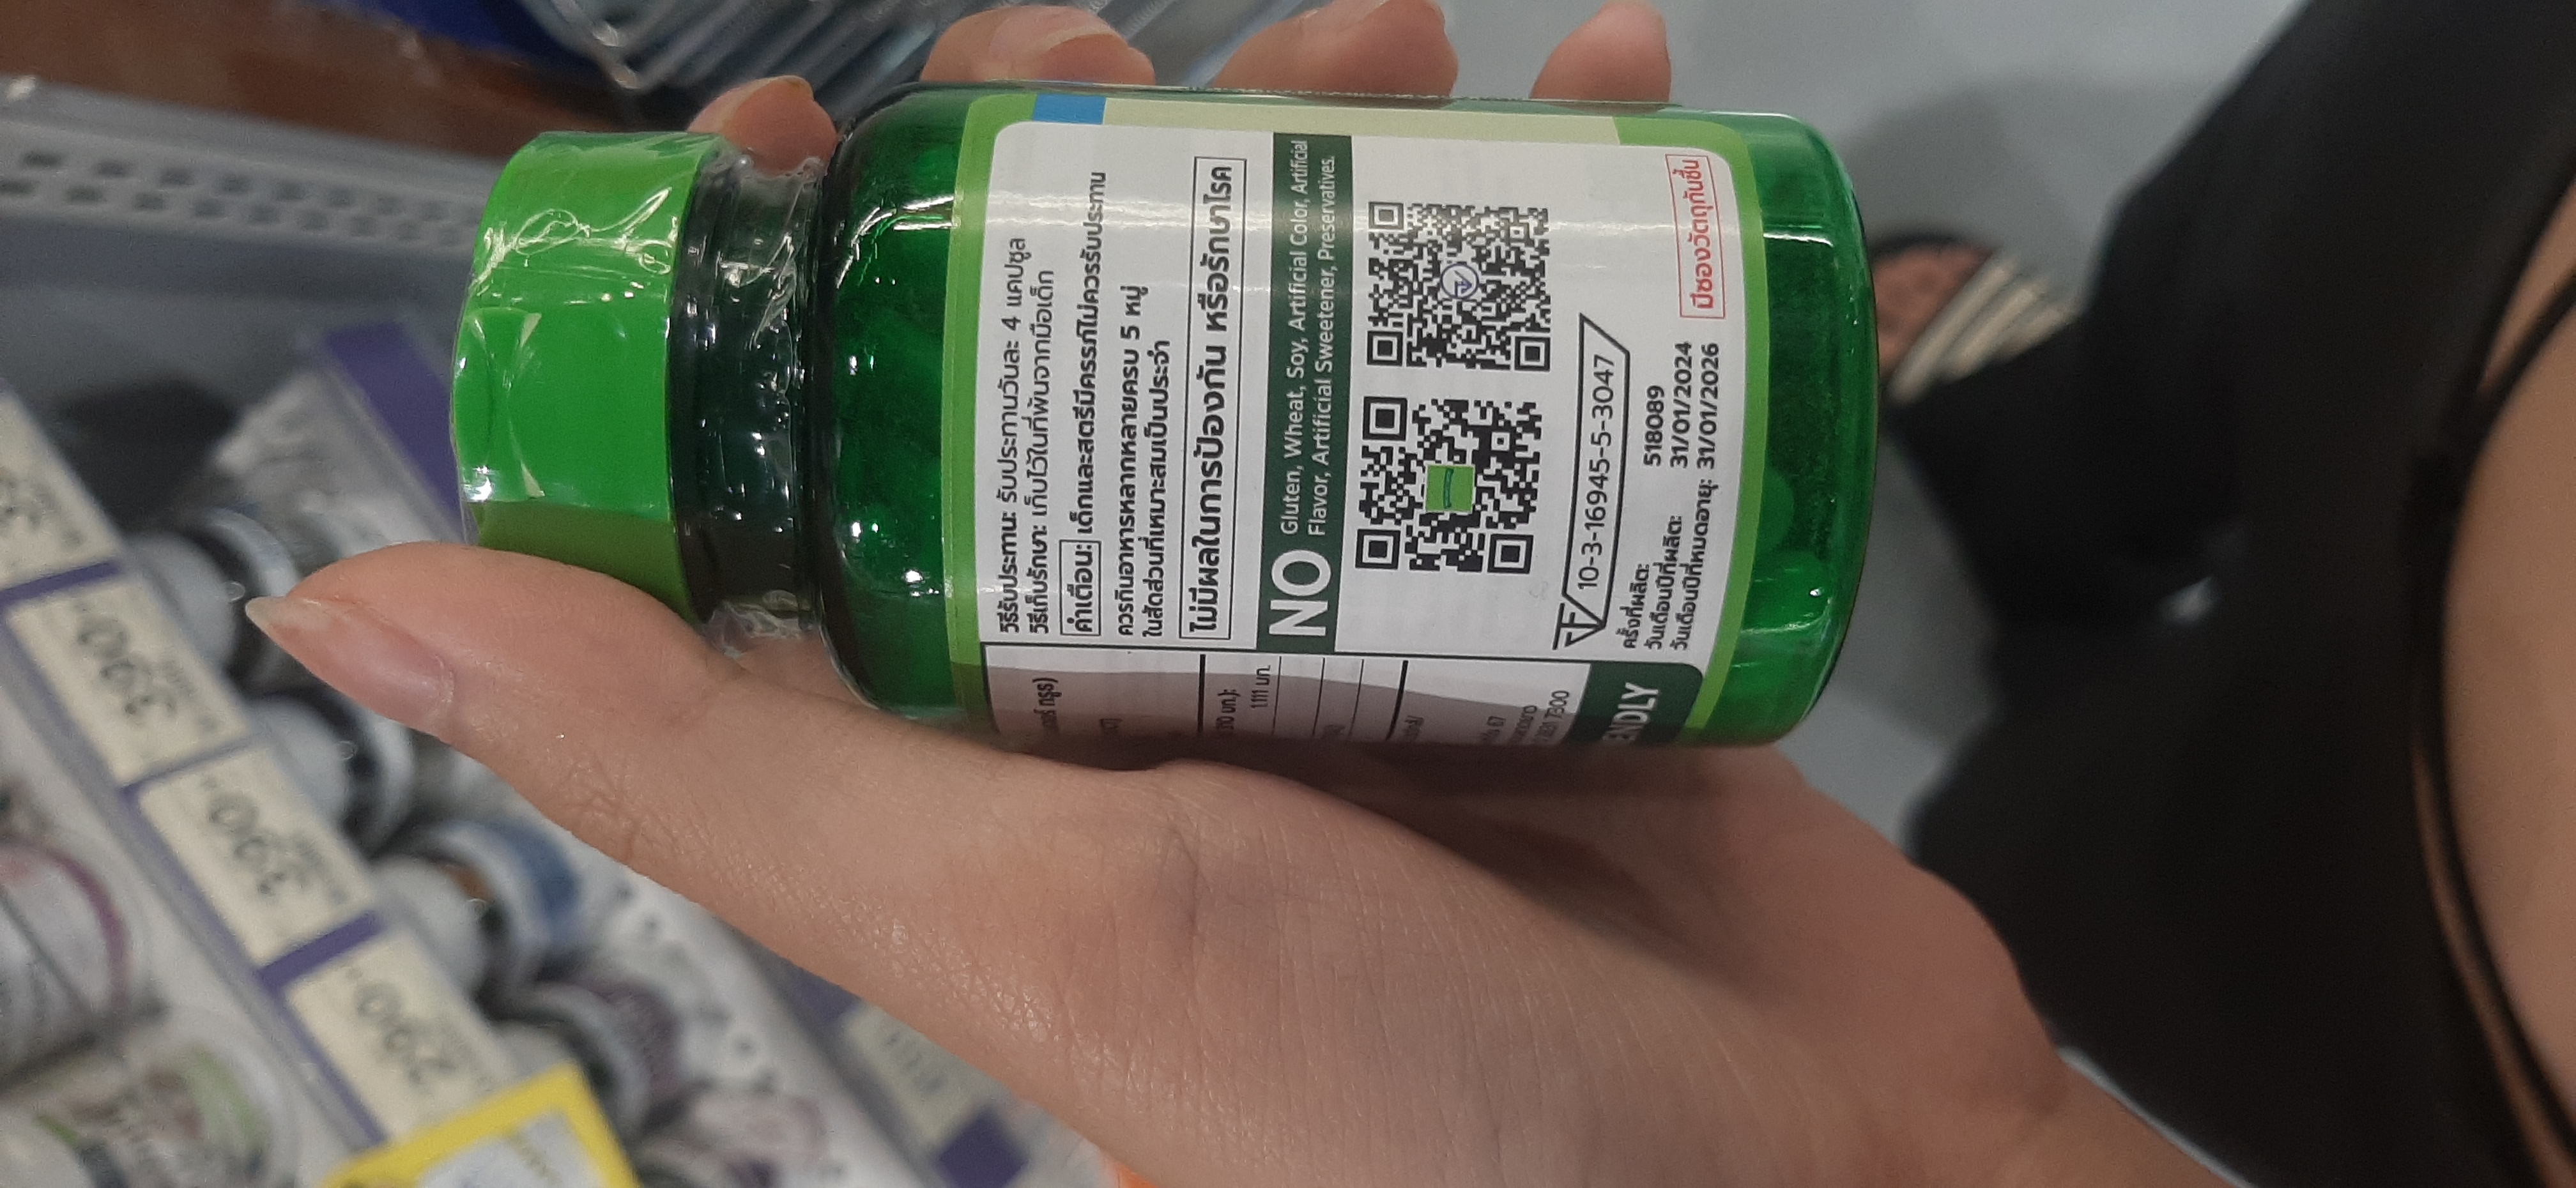 390
390
290
วิธีรับประทาน: รับประทานวันละ 4 แคปซูล
วิธีเก็บรักษา: เก็บไว้ในที่พ้นจากมือเด็ก
คำเตือน: เด็กและสตรีมีครรภ์ไม่ควรรับประทาน
ควรกินอาหารหลากหลายครบ 5 หมู่
ในสัดส่วนที่เหมาะสมเป็นประจำ
ไม่มีผลในการป้องกัน หรือรักษาโรค
NO Gluten, Wheat, Soy, Artificial Color, Artificial
Flavor, Artificial Sweetener, Preservatives.
10-3-16945-5-3047
ครั้งที่ผลิต: 518089
วันเดือนปีที่ผลิต: 31/01/2024
วันเดือนปีที่หมดอายุ: 31/01/2026
มีซองวัตถุกันชื้น
ทรูธ)
มก.):
1.111 มก.
67
7300
NDLY